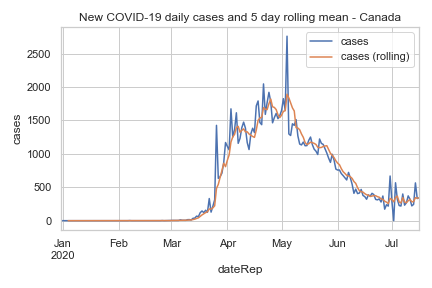 New COVID-19 daily cases and 5 day rolling mean - Canada
cases
cases (rolling)
cases
2500
2000
1500
1000
500
0
Jan
2020
Feb
Mar
Apr
May
Jun
Jul
dateRep